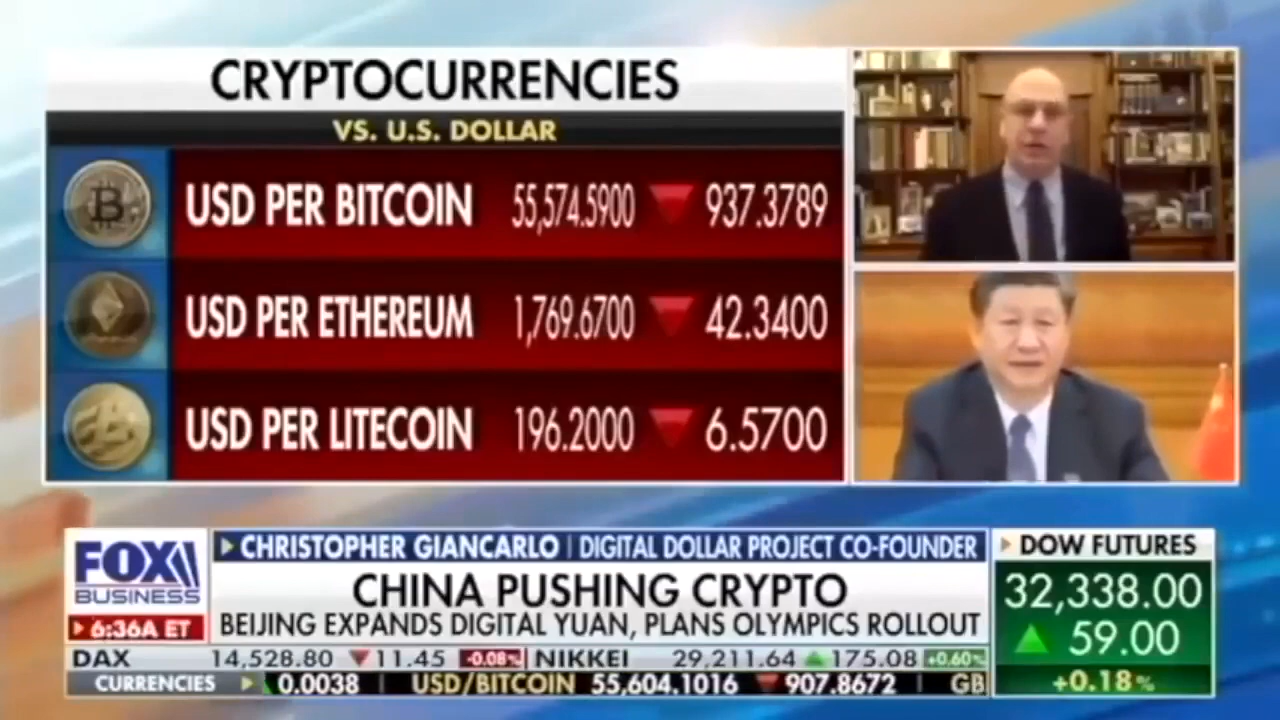 CRYPTOCURRENCIES
VS. U.S. DOLLAR
USD PER BITCOIN 55,574.5900 ▼ 937.3789
USD PER ETHEREUM 1,769.6700 ▼ 42.3400
USD PER LITECOIN 196.2000 ▼ 6.5700
FOX BUSINESS
6:36A ET
CHRISTOPHER GIANCARLO | DIGITAL DOLLAR PROJECT CO-FOUNDER
CHINA PUSHING CRYPTO
BEIJING EXPANDS DIGITAL YUAN, PLANS OLYMPICS ROLLOUT
DOW FUTURES
32,338.00
▲ 59.00
+0.18%
DAX 14,528.80 ▼ 11.45 -0.08% | NIKKEI 29,211.64 ▲ 175.08 +0.60%
CURRENCIES 0.0038 | USD/BITCOIN 55,604.1016 ▼ 907.8672 | GB